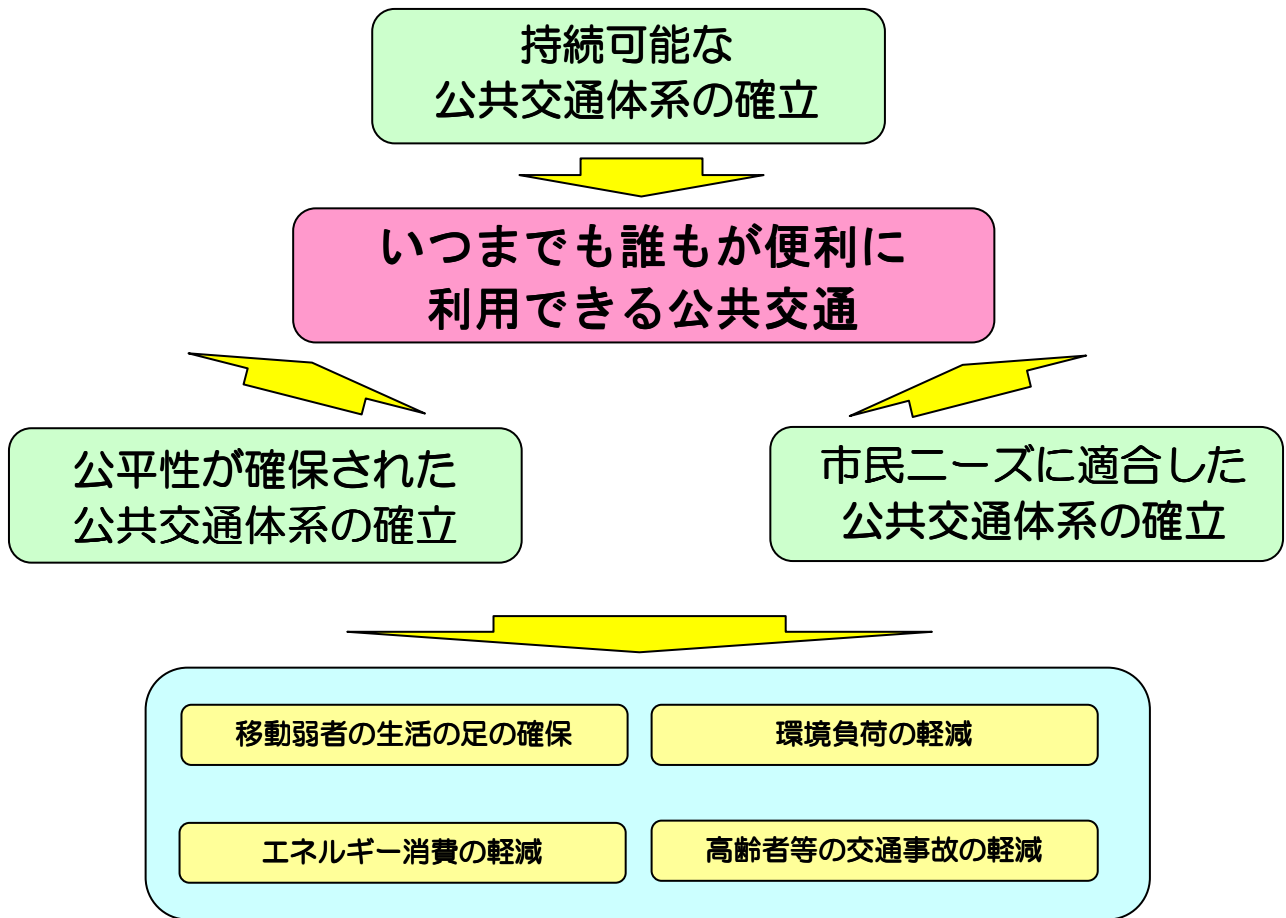 持続可能な
公共交通体系の確立
いつまでも誰もが便利に
利用できる公共交通
公平性が確保された
公共交通体系の確立
市民ニーズに適合した
公共交通体系の確立
移動弱者の生活の足の確保
環境負荷の軽減
エネルギー消費の軽減
高齢者等の交通事故の軽減